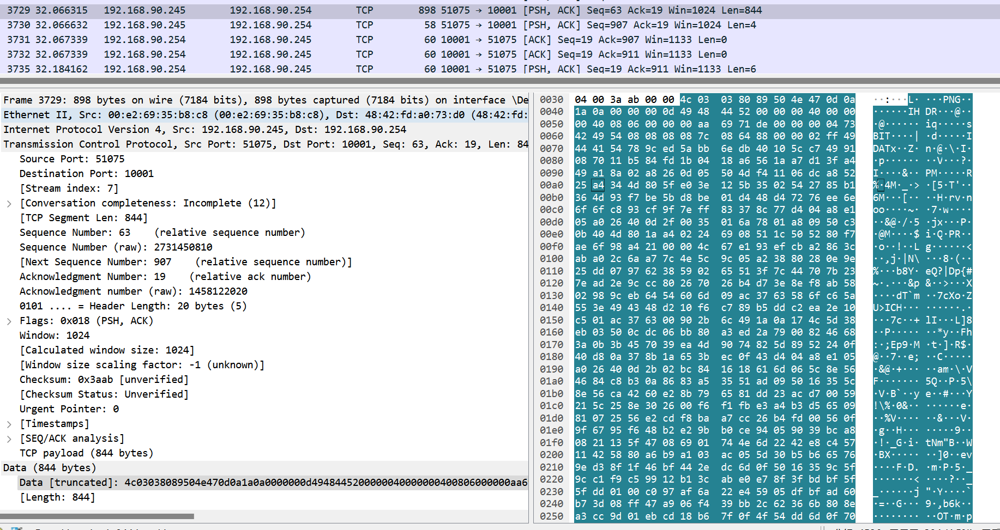 3729 32.066315 192.168.90.245 192.168.90.254 TCP 898 51075 → 10001 [PSH, ACK] Seq=63 Ack=19 Win=1024 Len=844
3730 32.066632 192.168.90.245 192.168.90.254 TCP 58 51075 → 10001 [PSH, ACK] Seq=907 Ack=19 Win=1024 Len=4
3731 32.067339 192.168.90.254 192.168.90.245 TCP 60 10001 → 51075 [ACK] Seq=19 Ack=907 Win=1133 Len=0
3732 32.067339 192.168.90.254 192.168.90.245 TCP 60 10001 → 51075 [ACK] Seq=19 Ack=911 Win=1133 Len=0
3735 32.184162 192.168.90.254 192.168.90.245 TCP 60 10001 → 51075 [PSH, ACK] Seq=19 Ack=911 Win=1133 Len=6
Frame 3729: 898 bytes on wire (7184 bits), 898 bytes captured (7184 bits) on interface \De
Ethernet II, Src: 00:e2:69:35:b8:c8 (00:e2:69:35:b8:c8), Dst: 48:42:fd:a0:73:d0 (48:42:fd:
Internet Protocol Version 4, Src: 192.168.90.245, Dst: 192.168.90.254
Transmission Control Protocol, Src Port: 51075, Dst Port: 10001, Seq: 63, Ack: 19, Len: 84
Source Port: 51075
Destination Port: 10001
[Stream index: 7]
[Conversation completeness: Incomplete (12)]
[TCP Segment Len: 844]
Sequence Number: 63 (relative sequence number)
Sequence Number (raw): 2731450810
[Next Sequence Number: 907 (relative sequence number)]
Acknowledgment Number: 19 (relative ack number)
Acknowledgment number (raw): 1458122020
0101 .... = Header Length: 20 bytes (5)
Flags: 0x018 (PSH, ACK)
Window: 1024
[Calculated window size: 1024]
[Window size scaling factor: -1 (unknown)]
Checksum: 0x3aab [unverified]
[Checksum Status: Unverified]
Urgent Pointer: 0
[Timestamps]
[SEQ/ACK analysis]
TCP payload (844 bytes)
Data (844 bytes)
Data [truncated]: 4c03038089504e470d0a1a0a0000000d4948445200000040000000400806000000aa6
[Length: 844]
0030 04 00 3a ab 00 00 4c 03 03 80 89 50 4e 47 0d 0a ··:···L· ···PNG··
0040 1a 0a 00 00 00 0d 49 48 44 52 00 00 00 40 00 00 ······IH DR···@··
0050 00 40 08 06 00 00 00 aa 69 71 de 00 00 00 04 73 ·@······ iq·····s
0060 42 49 54 08 08 08 08 7c 08 64 88 00 00 02 ff 49 BIT····| ·d·····I
0070 44 41 54 78 9c ed 5a bb 6e db 40 10 5c c7 49 91 DATx··Z· n·@·\·I·
0080 08 70 11 b5 84 fd 1b 04 18 a6 56 1a a7 d1 3f a4 ·p······ ··V···?·
0090 49 a1 8a 02 a8 26 0d 05 50 4d f4 11 06 dc a8 52 I····&·· PM·····R
00a0 25 a4 34 4d 80 5f e0 3e 12 5b 35 02 54 27 85 b1 %·4M·_·> ·[5·T'··
00b0 36 4d 93 f7 be 5b d8 be 01 d4 48 d4 72 76 ee 6e 6M···[·· ··H·rv·n
00c0 6f 6f c8 93 cf 9f 7e ff 83 37 8c 77 d4 04 a8 e1 oo····~· ·7·w····
00d0 05 a0 26 40 0d 2f 00 35 01 6a 78 01 a8 09 50 c3 ··&@·/·5 ·jx···P·
00e0 0b 40 4d 80 1a a4 02 24 69 08 51 1c 50 52 80 f7 ·@M····$ i·Q·PR··
00f0 ae 6f 98 a4 21 00 00 4c 67 e1 93 ef cb a2 86 3c ·o··!··L g······<
0100 ab a0 2c 6a a7 7c 4e 5c 9c 05 a2 38 80 28 0e 9e ··,j·|N\ ···8·(··
0110 25 dd 07 97 62 38 59 02 65 51 3f 7c 44 70 7b 23 %···b8Y· eQ?|Dp{#
0120 7e ad 2e 9c cc 80 26 70 26 b4 d7 3e 8e f8 ab 58 ~·.···&p &··>···X
0130 02 98 9c eb 64 54 60 6d 09 ac 37 63 58 6f c6 5a ····dT`m ··7cXo·Z
0140 55 3e 49 43 48 d2 10 f6 c7 89 b5 dd c2 ea 2e 10 U>ICH··· ······.·
0150 c5 01 ac 37 63 00 90 2b 6c 49 1a 0a 17 4c 5d 38 ···7c··+ lI···L]8
0160 eb 03 50 0c dc 06 bb 80 a3 ed 2a 79 00 82 46 68 ··P····· ··*y··Fh
0170 3a 0b 3b 45 70 39 ea 4d 90 74 82 5d 89 52 24 0f :·;Ep9·M ·t·]·R$·
0180 40 d8 0a 37 8b 1a 65 3b ec 0f 43 d4 04 a8 e1 05 @··7··e; ··C·····
0190 a0 26 40 0d 2b 02 bc 84 16 18 61 6d 06 5c 8e 56 ·&@·+··· ··am·\·V
01a0 46 84 c8 b3 0a 86 83 a5 35 51 ad 09 50 16 35 5c F······· 5Q··P·5\
01b0 8e 56 ca 42 60 e2 8b 79 65 81 dd 23 ac d7 00 59 ·V·B`··y e··#···Y
01c0 21 5c 25 8e 30 26 00 f6 f1 fb e3 a4 b3 d5 65 09 !\%·0&·· ······e·
01d0 81 07 25 56 e2 cd f8 ba a7 cc 26 b4 fd 00 56 0f ··%V···· ··&···V·
01e0 9f 67 95 f6 48 b2 e2 9b b0 ce 94 05 90 39 bc a8 ·g··H··· ·····9··
01f0 08 21 13 5f 47 08 69 01 74 4e 6d 22 42 e8 c4 57 ·!·_G·i· tNm"B··W
0200 11 42 58 80 a6 b9 a1 03 ac 05 5d 30 b5 b6 65 76 ·BX····· ··]0··ev
0210 9e d3 8f 1f 46 bf 44 2e dc 6d 0f 50 16 35 9c 5f ····F·D. ·m·P·5·_
0220 9c c1 f9 c5 99 12 b1 3c ab e0 e7 8f 3f bd bf 5f ·······< ····?··_
0230 5f dd 01 00 c0 97 af 6a 22 e4 59 05 df bf ad 60 _······j "·Y····`
0240 b7 3d 08 ff 47 a9 06 f4 39 bb 2c 62 36 6b 80 8e ·=··G··· 9·,b6k··
0250 a3 cc 9d 01 eb cd 18 b6 7f 0f 4f 54 dd 6d 0f 70 ········ ··OT·m·p